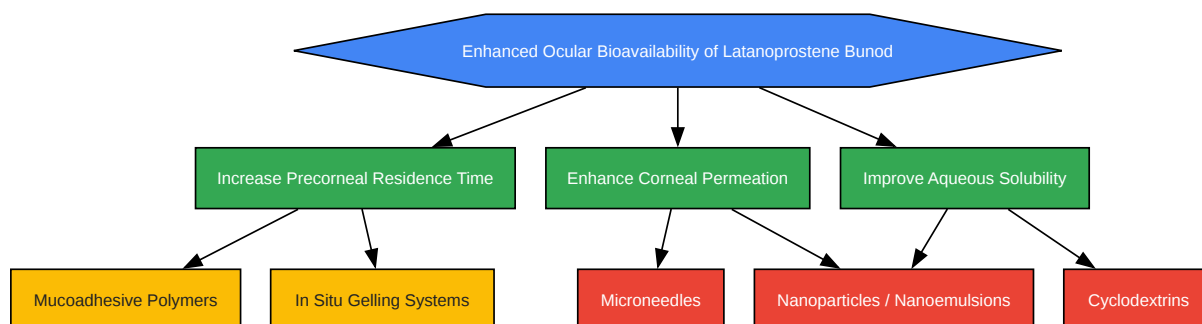 Enhanced Ocular Bioavailability of Latanoprostene Bunod
Increase Precorneal Residence Time
Enhance Corneal Permeation
Improve Aqueous Solubility
Mucoadhesive Polymers
In Situ Gelling Systems
Microneedles
Nanoparticles / Nanoemulsions
Cyclodextrins